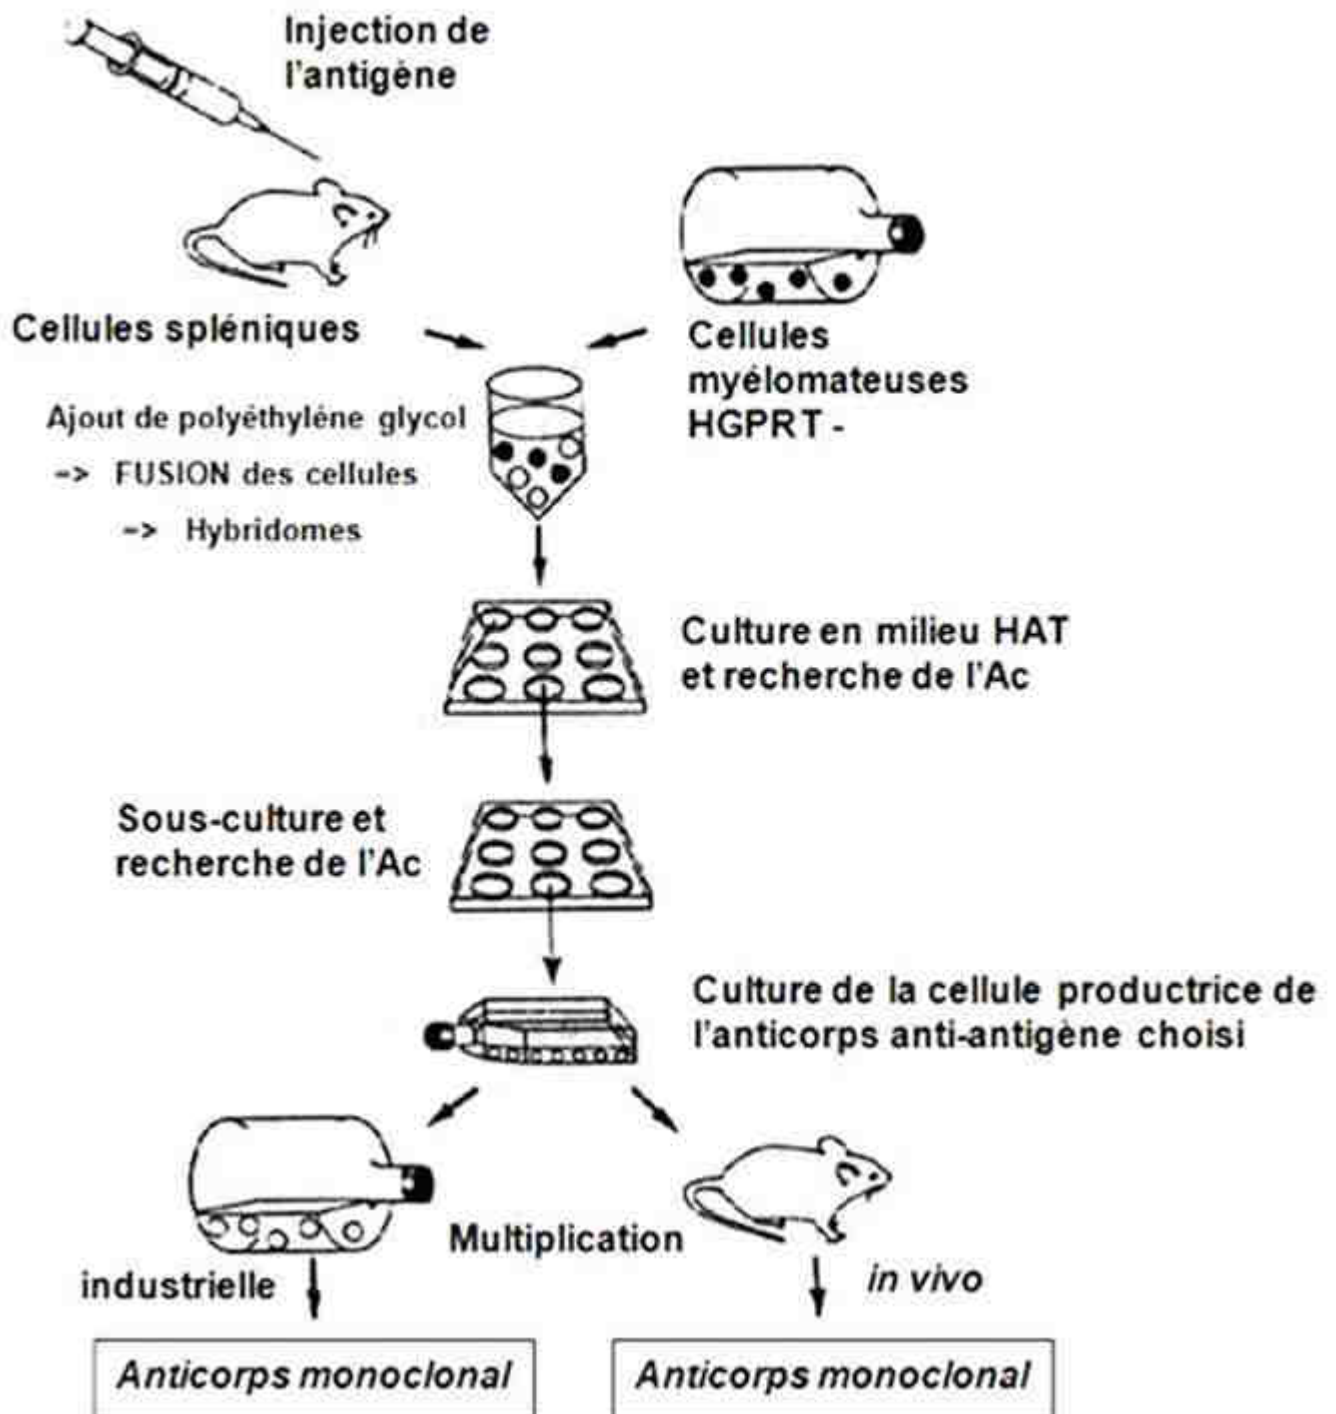 Injection de
l'antigène
Cellules spléniques
Cellules
myélomateuses
HGPRT -
Ajout de polyéthylène glycol
-> FUSION des cellules
-> Hybridomes
Culture en milieu HAT
et recherche de l'Ac
Sous-culture et
recherche de l'Ac
Culture de la cellule productrice de
l'anticorps anti-antigène choisi
Multiplication
industrielle
in vivo
Anticorps monoclonal
Anticorps monoclonal